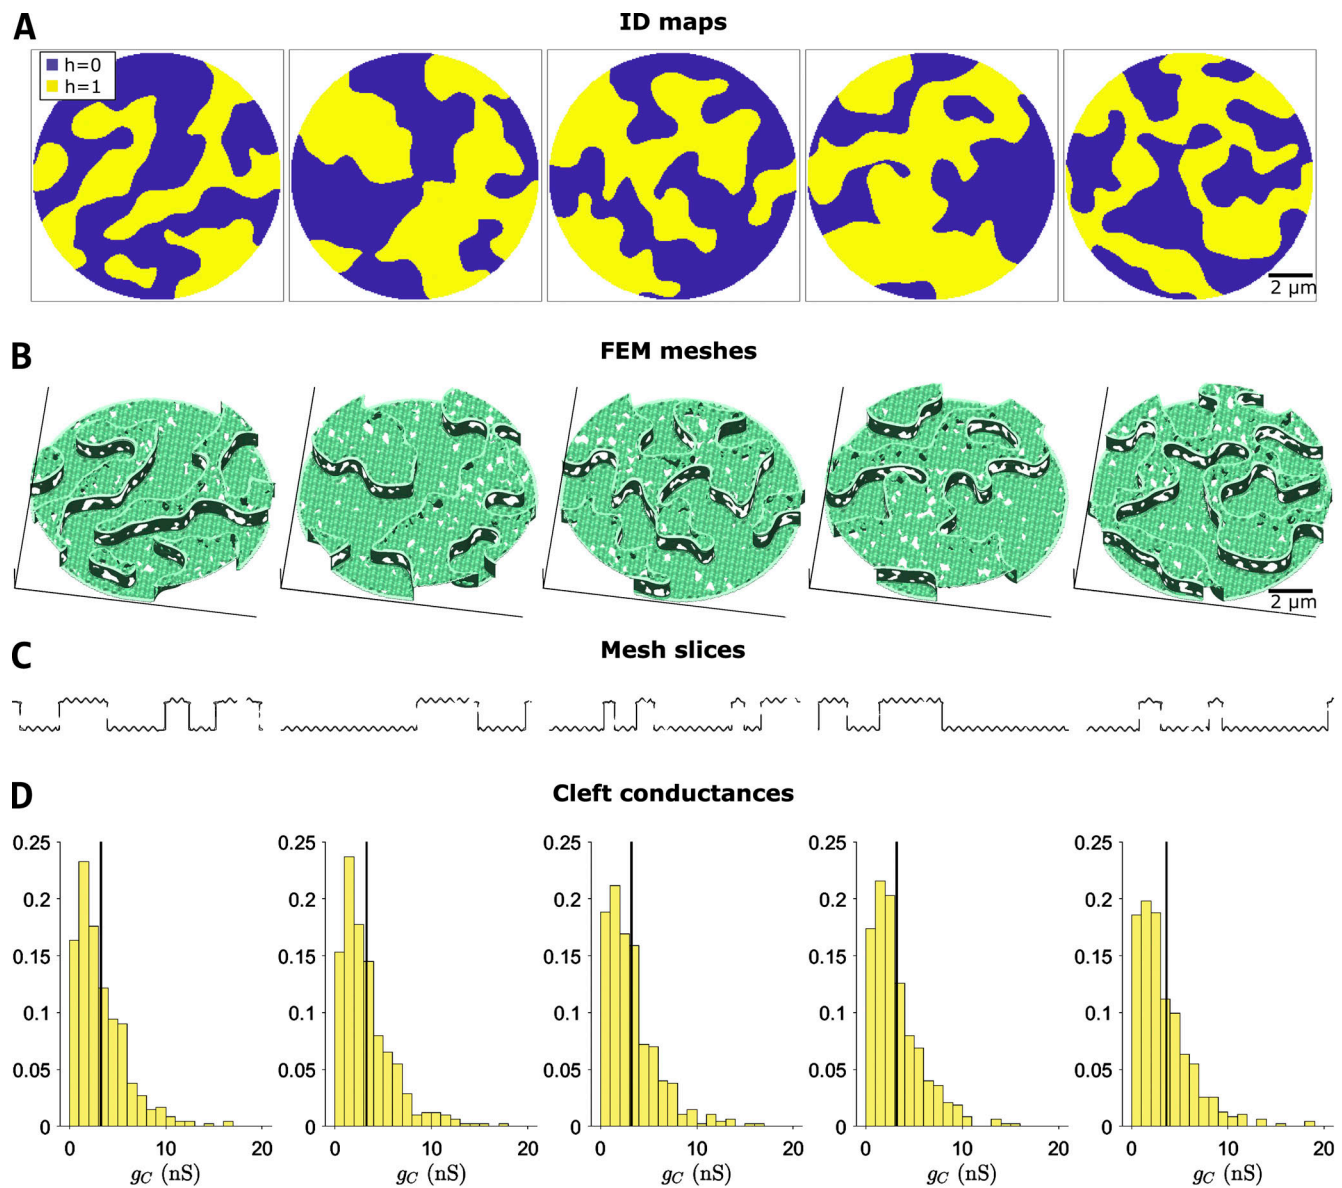 A
ID maps
h=0
h=1
2 μm
B
FEM meshes
2 μm
C
Mesh slices
D
Cleft conductances
0.25 0.25 0.25 0.25 0.25
0.2 0.2 0.2 0.2 0.2
0.15 0.15 0.15 0.15 0.15
0.1 0.1 0.1 0.1 0.1
0.05 0.05 0.05 0.05 0.05
0 0 0 0 0
0 10 20 0 10 20 0 10 20 0 10 20 0 10 20
gC (nS) gC (nS) gC (nS) gC (nS) gC (nS)